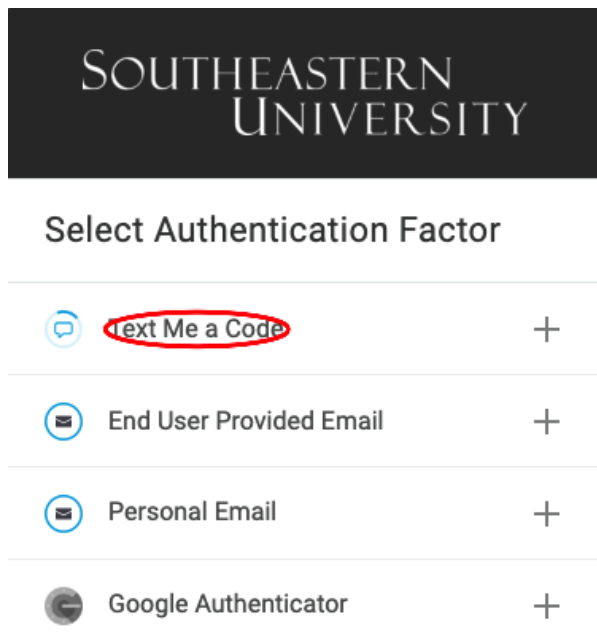 SOUTHEASTERN
UNIVERSITY
Select Authentication Factor
Text Me a Code
End User Provided Email
Personal Email
Google Authenticator